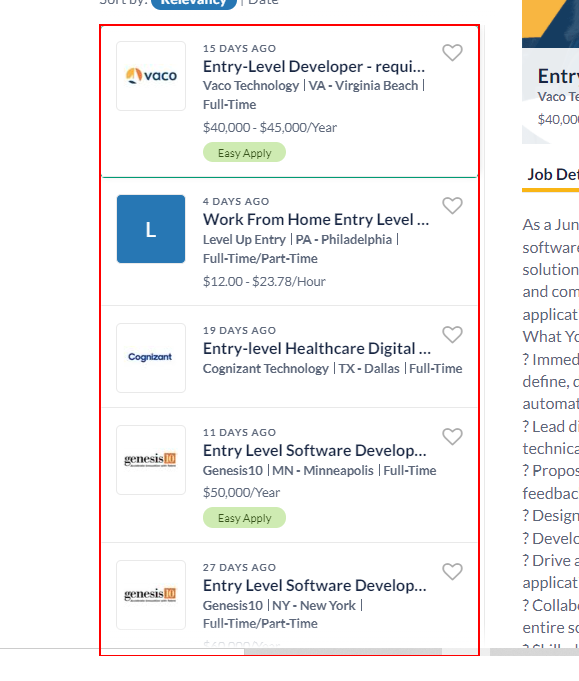 Sort by: Relevancy | Date
15 DAYS AGO
vaco
Entry-Level Developer - requi...
Vaco Technology | VA - Virginia Beach |
Full-Time
$40,000 - $45,000/Year
Easy Apply
4 DAYS AGO
L
Work From Home Entry Level ...
Level Up Entry | PA - Philadelphia |
Full-Time/Part-Time
$12.00 - $23.78/Hour
19 DAYS AGO
Cognizant
Entry-level Healthcare Digital ...
Cognizant Technology | TX - Dallas | Full-Time
11 DAYS AGO
genesis10
Entry Level Software Develop...
Genesis10 | MN - Minneapolis | Full-Time
$50,000/Year
Easy Apply
27 DAYS AGO
genesis10
Entry Level Software Develop...
Genesis10 | NY - New York |
Full-Time/Part-Time
Entry
Vaco Te
$40,00
Job Det
As a Jun
software
solution
and com
applicat
What Yo
? Immed
define, d
automat
? Lead di
technica
? Propos
feedbac
? Design
? Develo
? Drive a
applicat
? Collabo
entire so